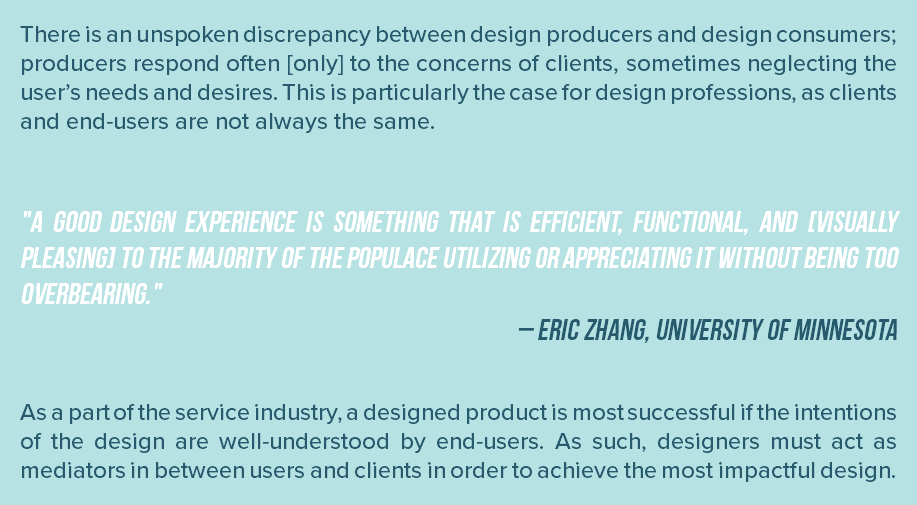 There is an unspoken discrepancy between design producers and design consumers;
producers respond often [only] to the concerns of clients, sometimes neglecting the
user's needs and desires. This is particularly the case for design professions, as clients
and end-users are not always the same.
"A GOOD DESIGN EXPERIENCE IS SOMETHING THAT IS EFFICIENT, FUNCTIONAL, AND [VISUALLY
PLEASING] TO THE MAJORITY OF THE POPULACE UTILIZING OR APPRECIATING IT WITHOUT BEING TOO
OVERBEARING."
– ERIC ZHANG, UNIVERSITY OF MINNESOTA
As a part of the service industry, a designed product is most successful if the intentions
of the design are well-understood by end-users. As such, designers must act as
mediators in between users and clients in order to achieve the most impactful design.